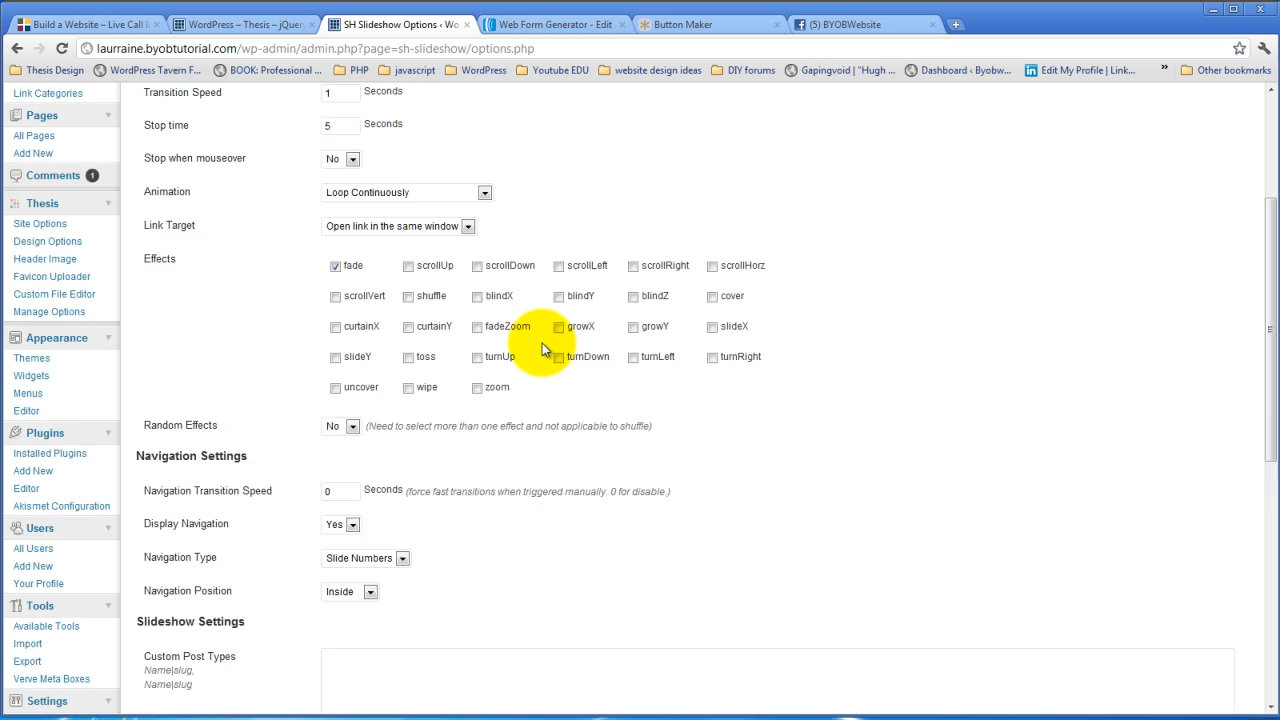 Build a Website – Live Call I
WordPress – Thesis – jQuery
SH Slideshow Options ‹ Wo
Web Form Generator - Edit
Button Maker
(5) BYOBWebsite
laurraine.byobtutorial.com/wp-admin/admin.php?page=sh-slideshow/options.php
Thesis Design
WordPress Tavern F...
BOOK: Professional ...
PHP
javascript
WordPress
Youtube EDU
website design ideas
DIY forums
Gapingvoid | "Hugh ...
Dashboard ‹ Byobw...
Edit My Profile | Link...
»
Other bookmarks
Link Categories
Pages
All Pages
Add New
Comments 1
Thesis
Site Options
Design Options
Header Image
Favicon Uploader
Custom File Editor
Manage Options
Appearance
Themes
Widgets
Menus
Editor
Plugins
Installed Plugins
Add New
Editor
Akismet Configuration
Users
All Users
Add New
Your Profile
Tools
Available Tools
Import
Export
Verve Meta Boxes
Settings
Transition Speed 1 Seconds
Stop time 5 Seconds
Stop when mouseover No
Animation Loop Continuously
Link Target Open link in the same window
Effects
fade scrollUp scrollDown scrollLeft scrollRight scrollHorz
scrollVert shuffle blindX blindY blindZ cover
curtainX curtainY fadeZoom growX growY slideX
slideY toss turnUp turnDown turnLeft turnRight
uncover wipe zoom
Random Effects No (Need to select more than one effect and not applicable to shuffle)
Navigation Settings
Navigation Transition Speed 0 Seconds (force fast transitions when triggered manually. 0 for disable.)
Display Navigation Yes
Navigation Type Slide Numbers
Navigation Position Inside
Slideshow Settings
Custom Post Types
Name|slug,
Name|slug